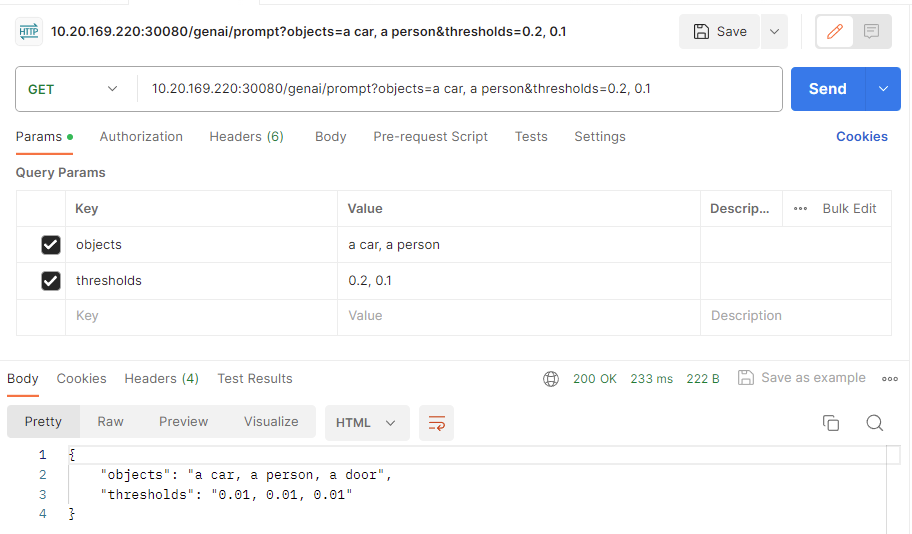 HTTP 10.20.169.220:30080/genai/prompt?objects=a car, a person&thresholds=0.2, 0.1 Save
GET 10.20.169.220:30080/genai/prompt?objects=a car, a person&thresholds=0.2, 0.1 Send
Params Authorization Headers (6) Body Pre-request Script Tests Settings Cookies
Query Params
Key Value Descrip... Bulk Edit
objects a car, a person
thresholds 0.2, 0.1
Key Value Description
Body Cookies Headers (4) Test Results 200 OK 233 ms 222 B Save as example
Pretty Raw Preview Visualize HTML
1 {
2 "objects": "a car, a person, a door",
3 "thresholds": "0.01, 0.01, 0.01"
4 }